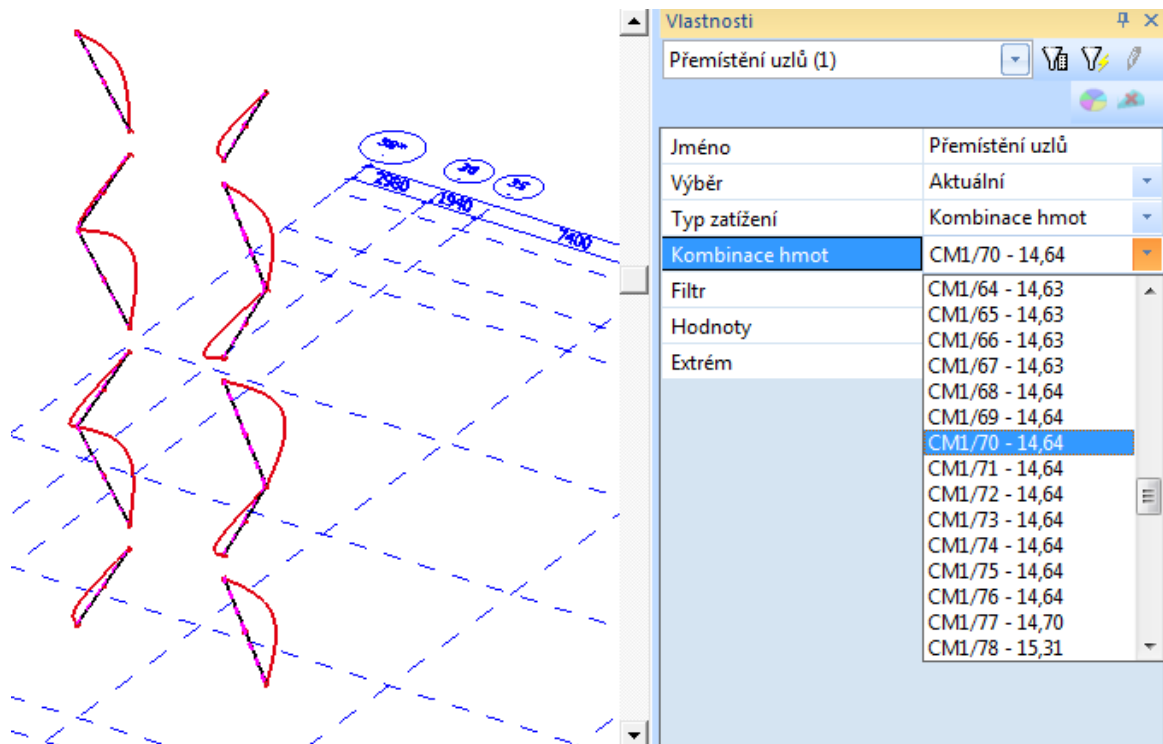 2980
1940
7400
Vlastnosti
Přemístění uzlů (1)
Jméno Přemístění uzlů
Výběr Aktuální
Typ zatížení Kombinace hmot
Kombinace hmot CM1/70 - 14,64
Filtr
Hodnoty
Extrém
CM1/64 - 14,63
CM1/65 - 14,63
CM1/66 - 14,63
CM1/67 - 14,63
CM1/68 - 14,64
CM1/69 - 14,64
CM1/70 - 14,64
CM1/71 - 14,64
CM1/72 - 14,64
CM1/73 - 14,64
CM1/74 - 14,64
CM1/75 - 14,64
CM1/76 - 14,64
CM1/77 - 14,70
CM1/78 - 15,31